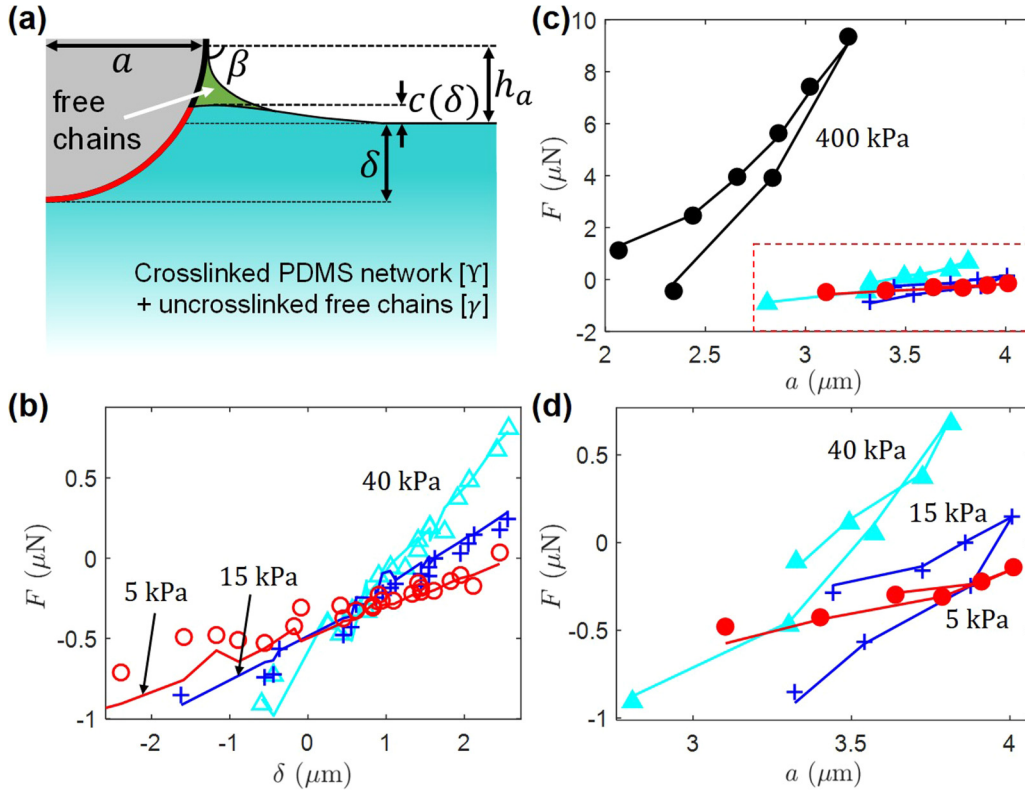 (a)
a
β
h_a
free
chains
c(δ)
δ
Crosslinked PDMS network [Υ]
+ uncrosslinked free chains [γ]
(c)
10
8
6
4
2
0
-2
F (μN)
400 kPa
2
2.5
3
3.5
4
a (μm)
(b)
0.5
0
-0.5
-1
F (μN)
40 kPa
15 kPa
5 kPa
-2
-1
0
1
2
δ (μm)
(d)
0.5
0
-0.5
-1
F (μN)
40 kPa
15 kPa
5 kPa
3
3.5
4
a (μm)